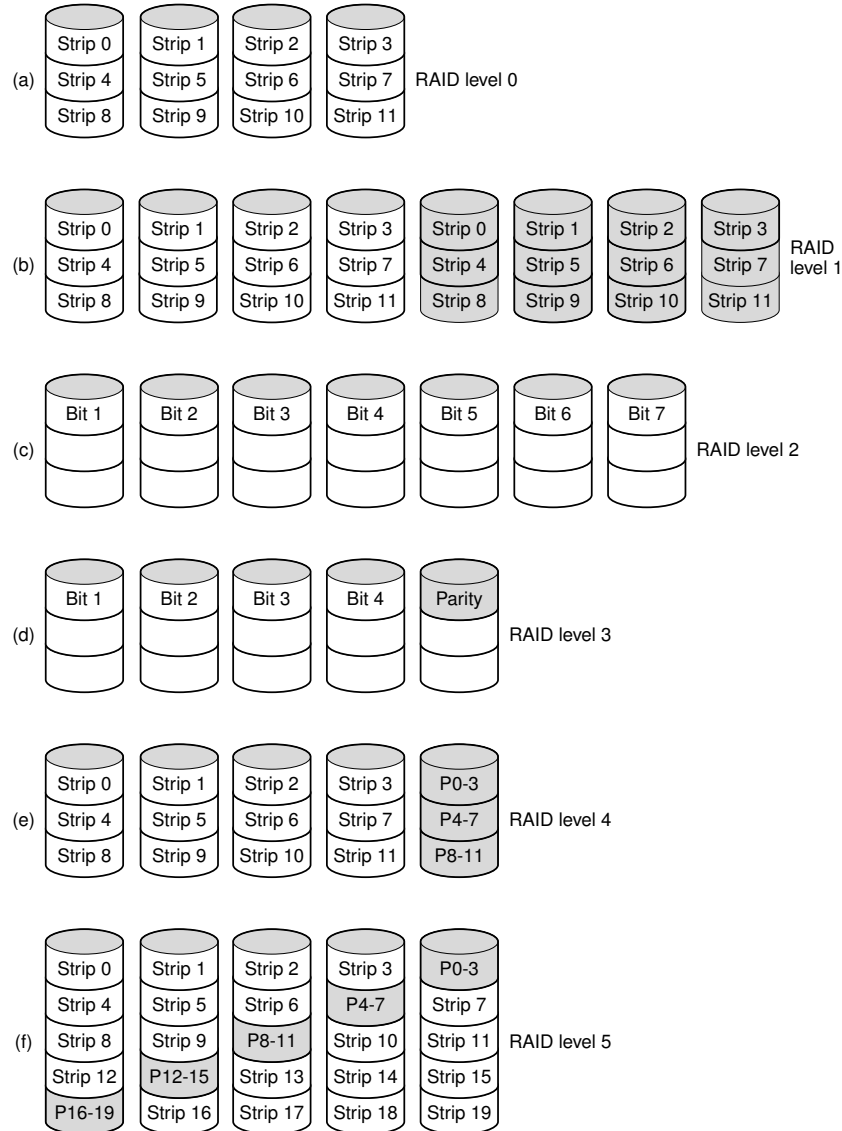 Strip 0 Strip 1 Strip 2 Strip 3
(a) Strip 4 Strip 5 Strip 6 Strip 7 RAID level 0
Strip 8 Strip 9 Strip 10 Strip 11
Strip 0 Strip 1 Strip 2 Strip 3 Strip 0 Strip 1 Strip 2 Strip 3
(b) Strip 4 Strip 5 Strip 6 Strip 7 Strip 4 Strip 5 Strip 6 Strip 7 RAID level 1
Strip 8 Strip 9 Strip 10 Strip 11 Strip 8 Strip 9 Strip 10 Strip 11
Bit 1 Bit 2 Bit 3 Bit 4 Bit 5 Bit 6 Bit 7
(c) RAID level 2
Bit 1 Bit 2 Bit 3 Bit 4 Parity
(d) RAID level 3
Strip 0 Strip 1 Strip 2 Strip 3 P0-3
(e) Strip 4 Strip 5 Strip 6 Strip 7 P4-7 RAID level 4
Strip 8 Strip 9 Strip 10 Strip 11 P8-11
Strip 0 Strip 1 Strip 2 Strip 3 P0-3
Strip 4 Strip 5 Strip 6 P4-7 Strip 7
(f) Strip 8 Strip 9 P8-11 Strip 10 Strip 11 RAID level 5
Strip 12 P12-15 Strip 13 Strip 14 Strip 15
P16-19 Strip 16 Strip 17 Strip 18 Strip 19